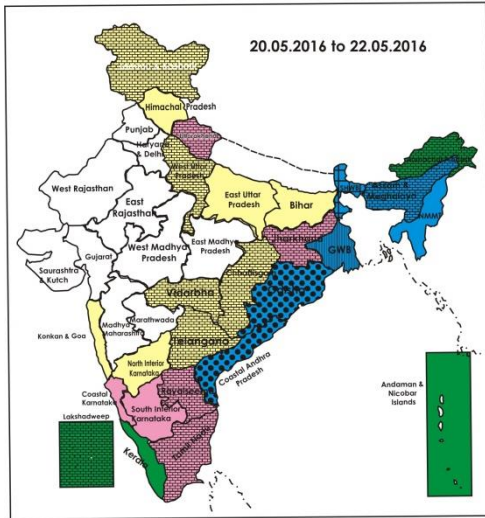 20.05.2016 to 22.05.2016
Himachal Pradesh
Punjab
Haryana
& Delhi
West Uttar
Pradesh
West Rajasthan
East
Rajasthan
East Uttar
Pradesh
Bihar
Assam &
Meghalaya
NMMT
SHWB
GWB
Jharkhand
West Madhya
Pradesh
East Madhya
Pradesh
Gujarat
Saurashtra
& Kutch
Vidarbha
Konkan & Goa
Madhya
Maharashtra
Marathwada
Telangana
Coastal Andhra
Pradesh
North Interior
Karnataka
Coastal
Karnataka
Rayalseema
South Interior
Karnataka
Lakshadweep
Kerala
Andaman &
Nicobar
Islands